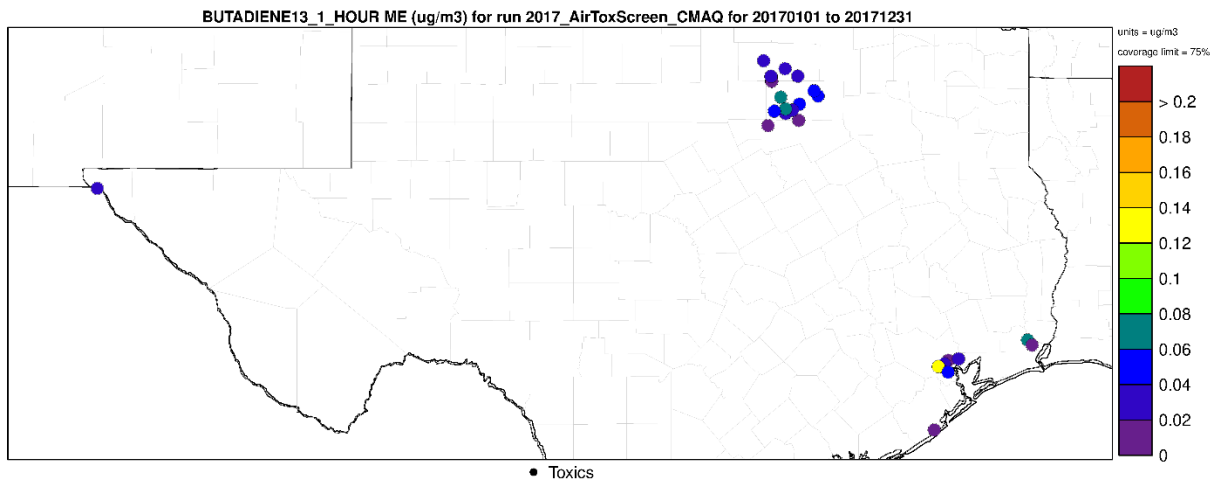 BUTADIENE13_1_HOUR ME (ug/m3) for run 2017_AirToxScreen_CMAQ for 20170101 to 20171231
units = ug/m3
coverage limit = 75%
> 0.2
0.18
0.16
0.14
0.12
0.1
0.08
0.06
0.04
0.02
0
Toxics